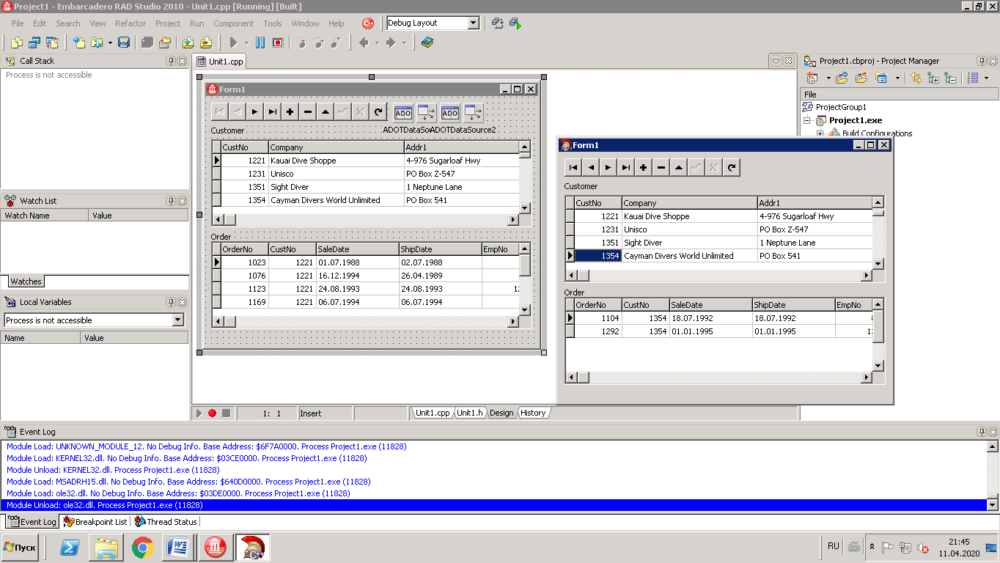 Project1 - Embarcadero RAD Studio 2010 - Unit1.cpp [Running] [Built]
File Edit Search View Refactor Project Run Component Tools Window Help Debug Layout
Call Stack
Process is not accessible
Watch List
Watch Name Value
Watches
Local Variables
Process is not accessible
Name Value
Unit1.cpp
Form1
ADO ADO
Customer
ADOTDataSou ADOTDataSource2
CustNo Company Addr1
1221 Kauai Dive Shoppe 4-976 Sugarloaf Hwy
1231 Unisco PO Box Z-547
1351 Sight Diver 1 Neptune Lane
1354 Cayman Divers World Unlimited PO Box 541
Order
OrderNo CustNo SaleDate ShipDate EmpNo
1023 1221 01.07.1988 02.07.1988
1076 1221 16.12.1994 26.04.1989
1123 1221 24.08.1993 24.08.1993
1169 1221 06.07.1994 06.07.1994
Project1.cbproj - Project Manager
File
ProjectGroup1
Project1.exe
Build Configurations
Form1
Customer
CustNo Company Addr1
1221 Kauai Dive Shoppe 4-976 Sugarloaf Hwy
1231 Unisco PO Box Z-547
1351 Sight Diver 1 Neptune Lane
1354 Cayman Divers World Unlimited PO Box 541
Order
OrderNo CustNo SaleDate ShipDate EmpNo
1104 1354 18.07.1992 18.07.1992
1292 1354 01.01.1995 01.01.1995
1: 1 Insert Unit1.cpp Unit1.h Design History
Event Log
Module Load: UNKNOWN_MODULE_12. No Debug Info. Base Address: $6F7A0000. Process Project1.exe (11828)
Module Load: KERNEL32.dll. No Debug Info. Base Address: $03CE0000. Process Project1.exe (11828)
Module Unload: KERNEL32.dll. Process Project1.exe (11828)
Module Load: MSADRH15.dll. No Debug Info. Base Address: $640D0000. Process Project1.exe (11828)
Module Load: ole32.dll. No Debug Info. Base Address: $03DE0000. Process Project1.exe (11828)
Module Unload: ole32.dll. Process Project1.exe (11828)
Event Log Breakpoint List Thread Status
Пуск
C++
RU
21:45
11.04.2020